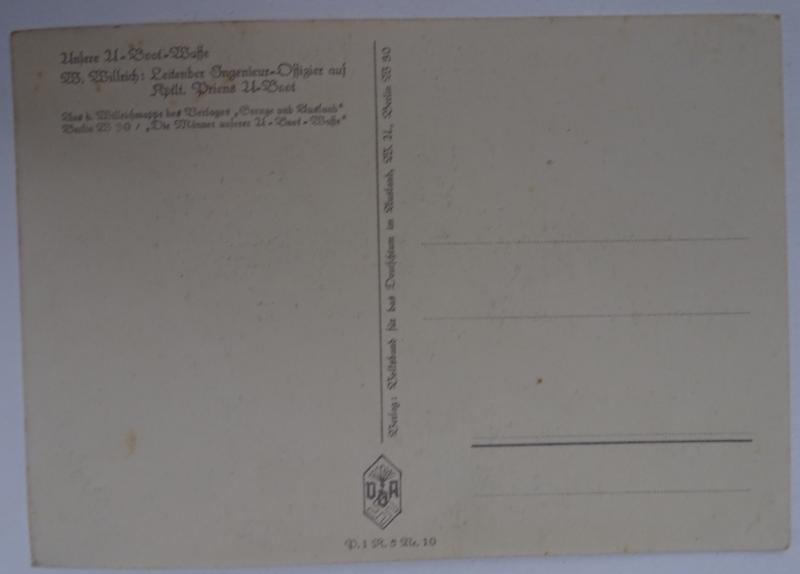 Unsere U-Boot-Waffe
W. Willrich: Leitender Ingenieur-Offizier auf
Kptlt. Priens U-Boot
Aus d. Willrichmappe des Verlages „Grenze und Ausland“
Berlin W 30 / „Die Männer unserer U-Boot-Waffe“
Verlag: Volksbund für das Deutschtum im Ausland, W. U., Berlin W 30
VDA
P. 1 K. 5 Nr. 10